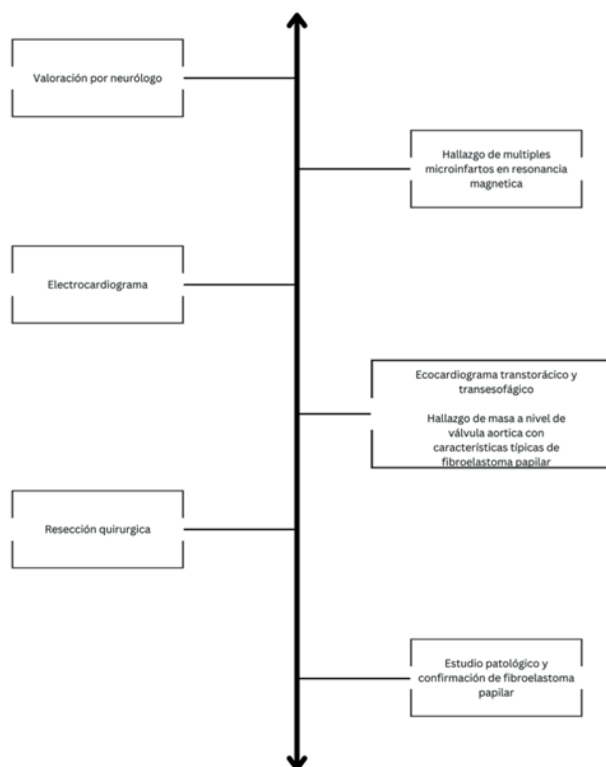 Valoración por neurólogo
Hallazgo de multiples
microinfartos en resonancia
magnetica
Electrocardiograma
Ecocardiograma transtorácico y
transesofágico
Hallazgo de masa a nivel de
válvula aortica con
características típicas de
fibroelastoma papilar
Resección quirurgica
Estudio patológico y
confirmación de fibroelastoma
papilar